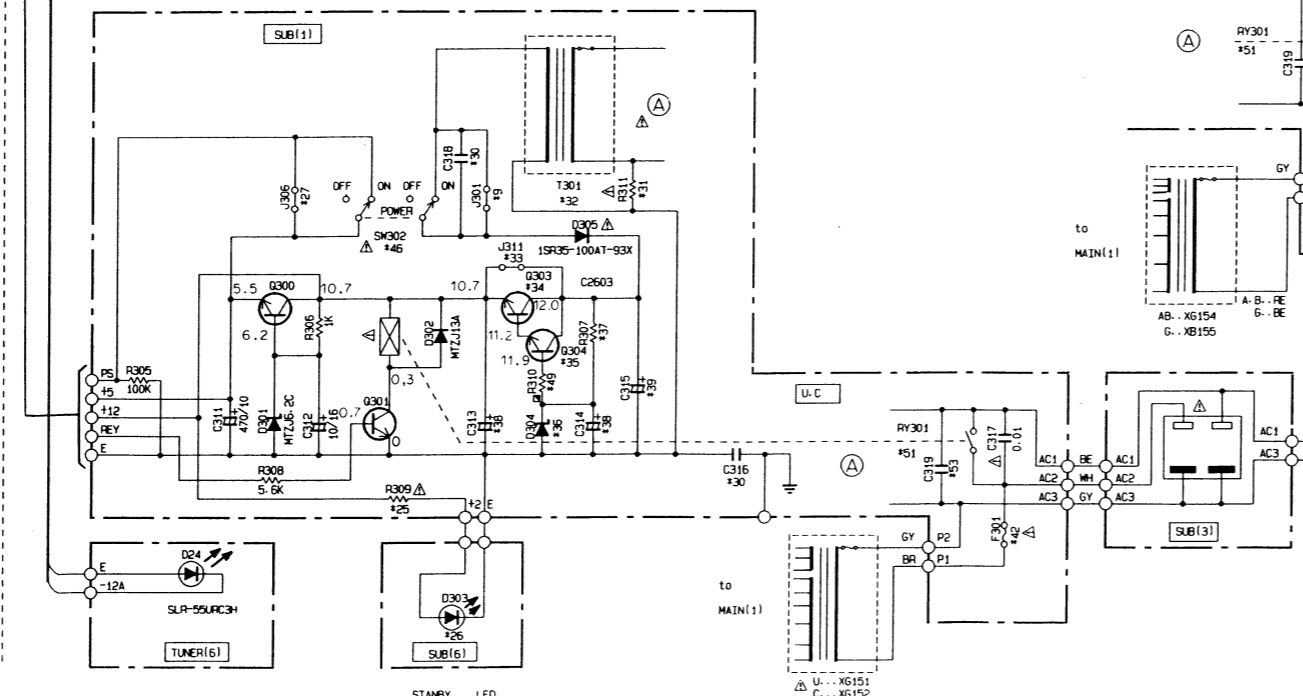 SUB(1)
A
RY301
*51
C319
A
T301
*32
R311
*31
C318
*30
J301
*9
J306
*27
OFF
ON
OFF
ON
POWER
SW302
*46
D305
1SR35-100AT-93X
J311
*33
Q303
*34
C2603
5.5
Q300
10.7
10.7
12.0
6.2
R306
1K
D302
MTZJ13A
11.2
Q304
*35
11.9
R307
*37
R310
*49
C315
*39
0,3
PS
R305
100K
+5
+12
REY
E
C311
470/10
D301
MTZJ6.2C
C312
10/16
0.7
Q301
0
C313
*38
D304
*36
C314
*38
R308
5.6K
R309
*25
+2
E
C316
*30
A
to
MAIN(1)
GY
A.B..RE
G..BE
AB..XG154
G..XB155
U.C
RY301
*51
C319
*53
C317
0.01
AC1
BE
AC1
AC2
WH
AC2
AC3
GY
AC3
AC1
AC3
SUB(3)
F301
*42
GY
P2
BR
P1
to
MAIN(1)
U...XG151
C...XG152
E
-12A
D24
SLR-55URC3H
TUNER(6)
D303
*26
SUB(6)
STANBY LED